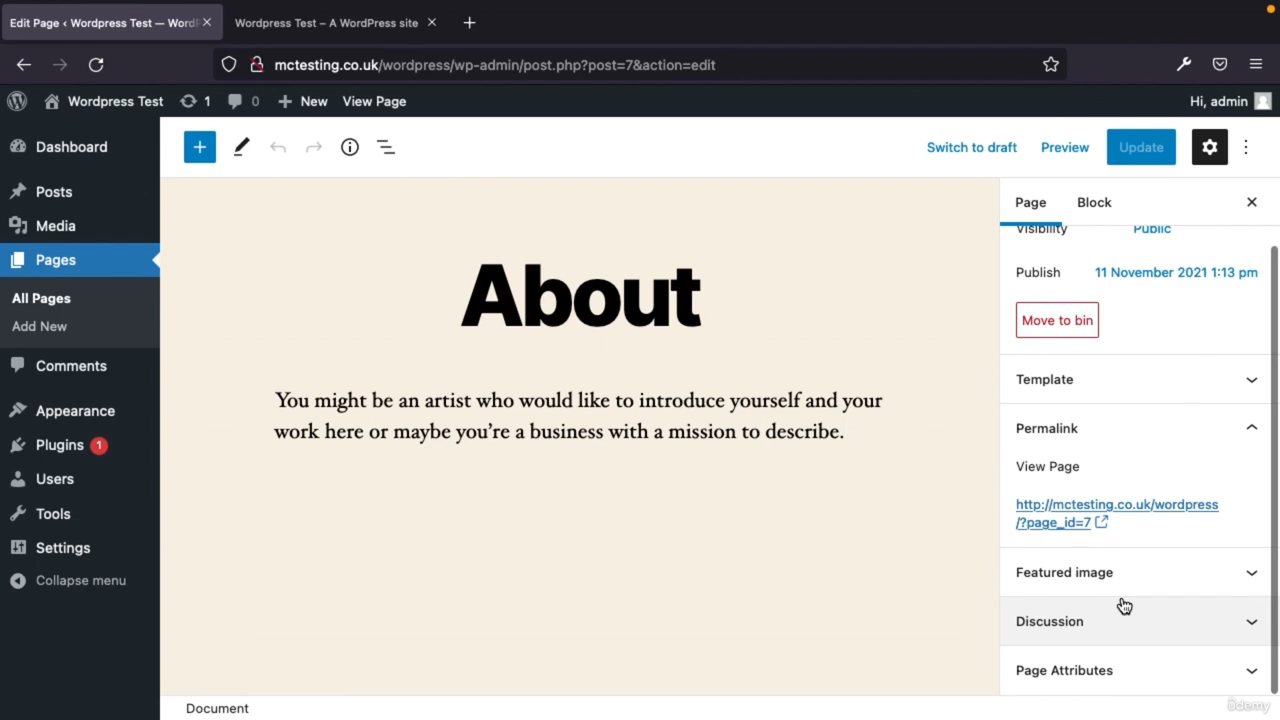 Edit Page ‹ Wordpress Test — Word
Wordpress Test – A WordPress site
mctesting.co.uk/wordpress/wp-admin/post.php?post=7&action=edit
Wordpress Test
1
0
New
View Page
Hi, admin
Dashboard
Posts
Media
Pages
All Pages
Add New
Comments
Appearance
Plugins 1
Users
Tools
Settings
Collapse menu
Switch to draft
Preview
Update
About
You might be an artist who would like to introduce yourself and your
work here or maybe you’re a business with a mission to describe.
Page
Block
Visibility
Public
Publish
11 November 2021 1:13 pm
Move to bin
Template
Permalink
View Page
http://mctesting.co.uk/wordpress
/?page_id=7
Featured image
Discussion
Page Attributes
Document
ûdemy